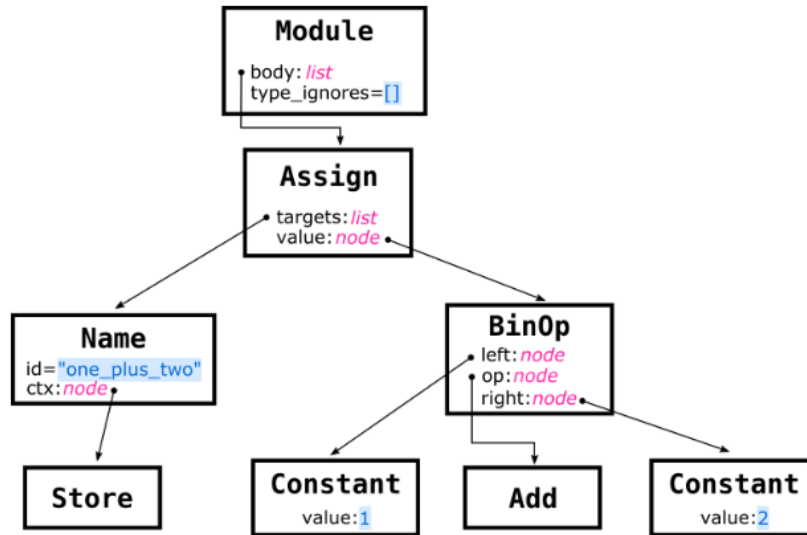 Module
body: list
type_ignores=[]
Assign
targets: list
value: node
Name
id="one_plus_two"
ctx: node
BinOp
left: node
op: node
right: node
Store
Constant
value: 1
Add
Constant
value: 2